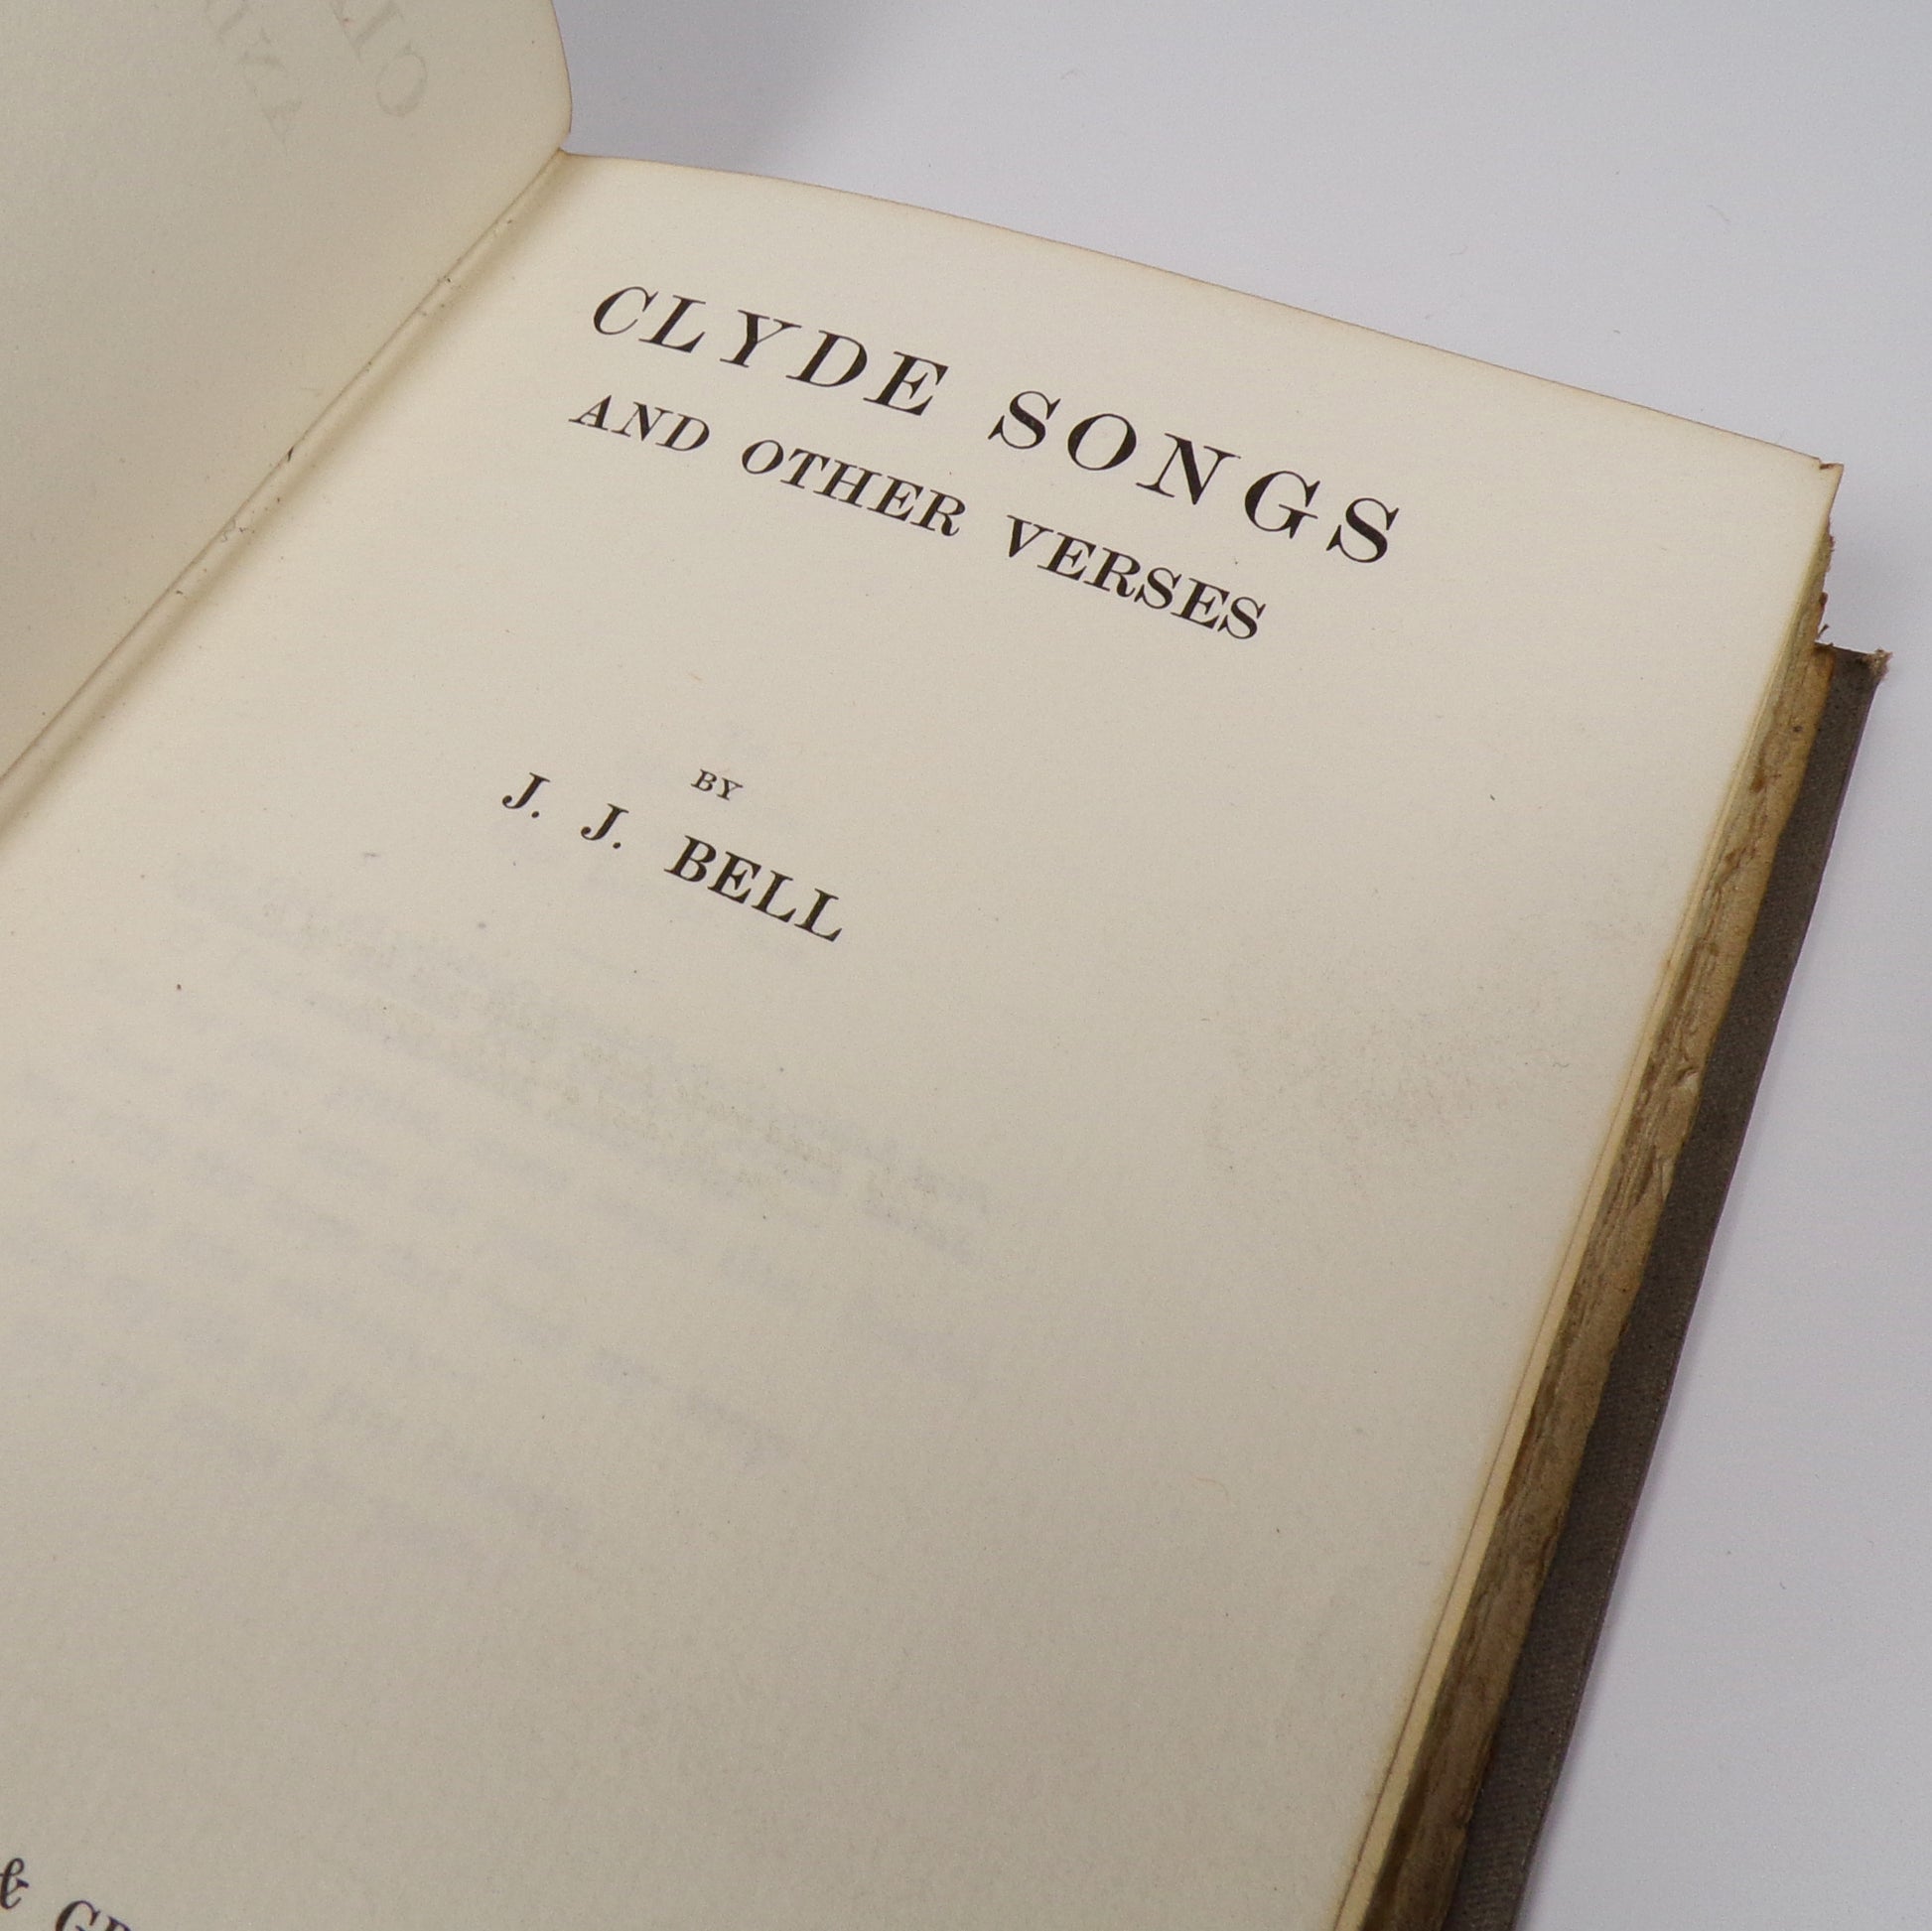 CLYDE SONGS
AND OTHER VERSES
BY
J. J. BELL
&